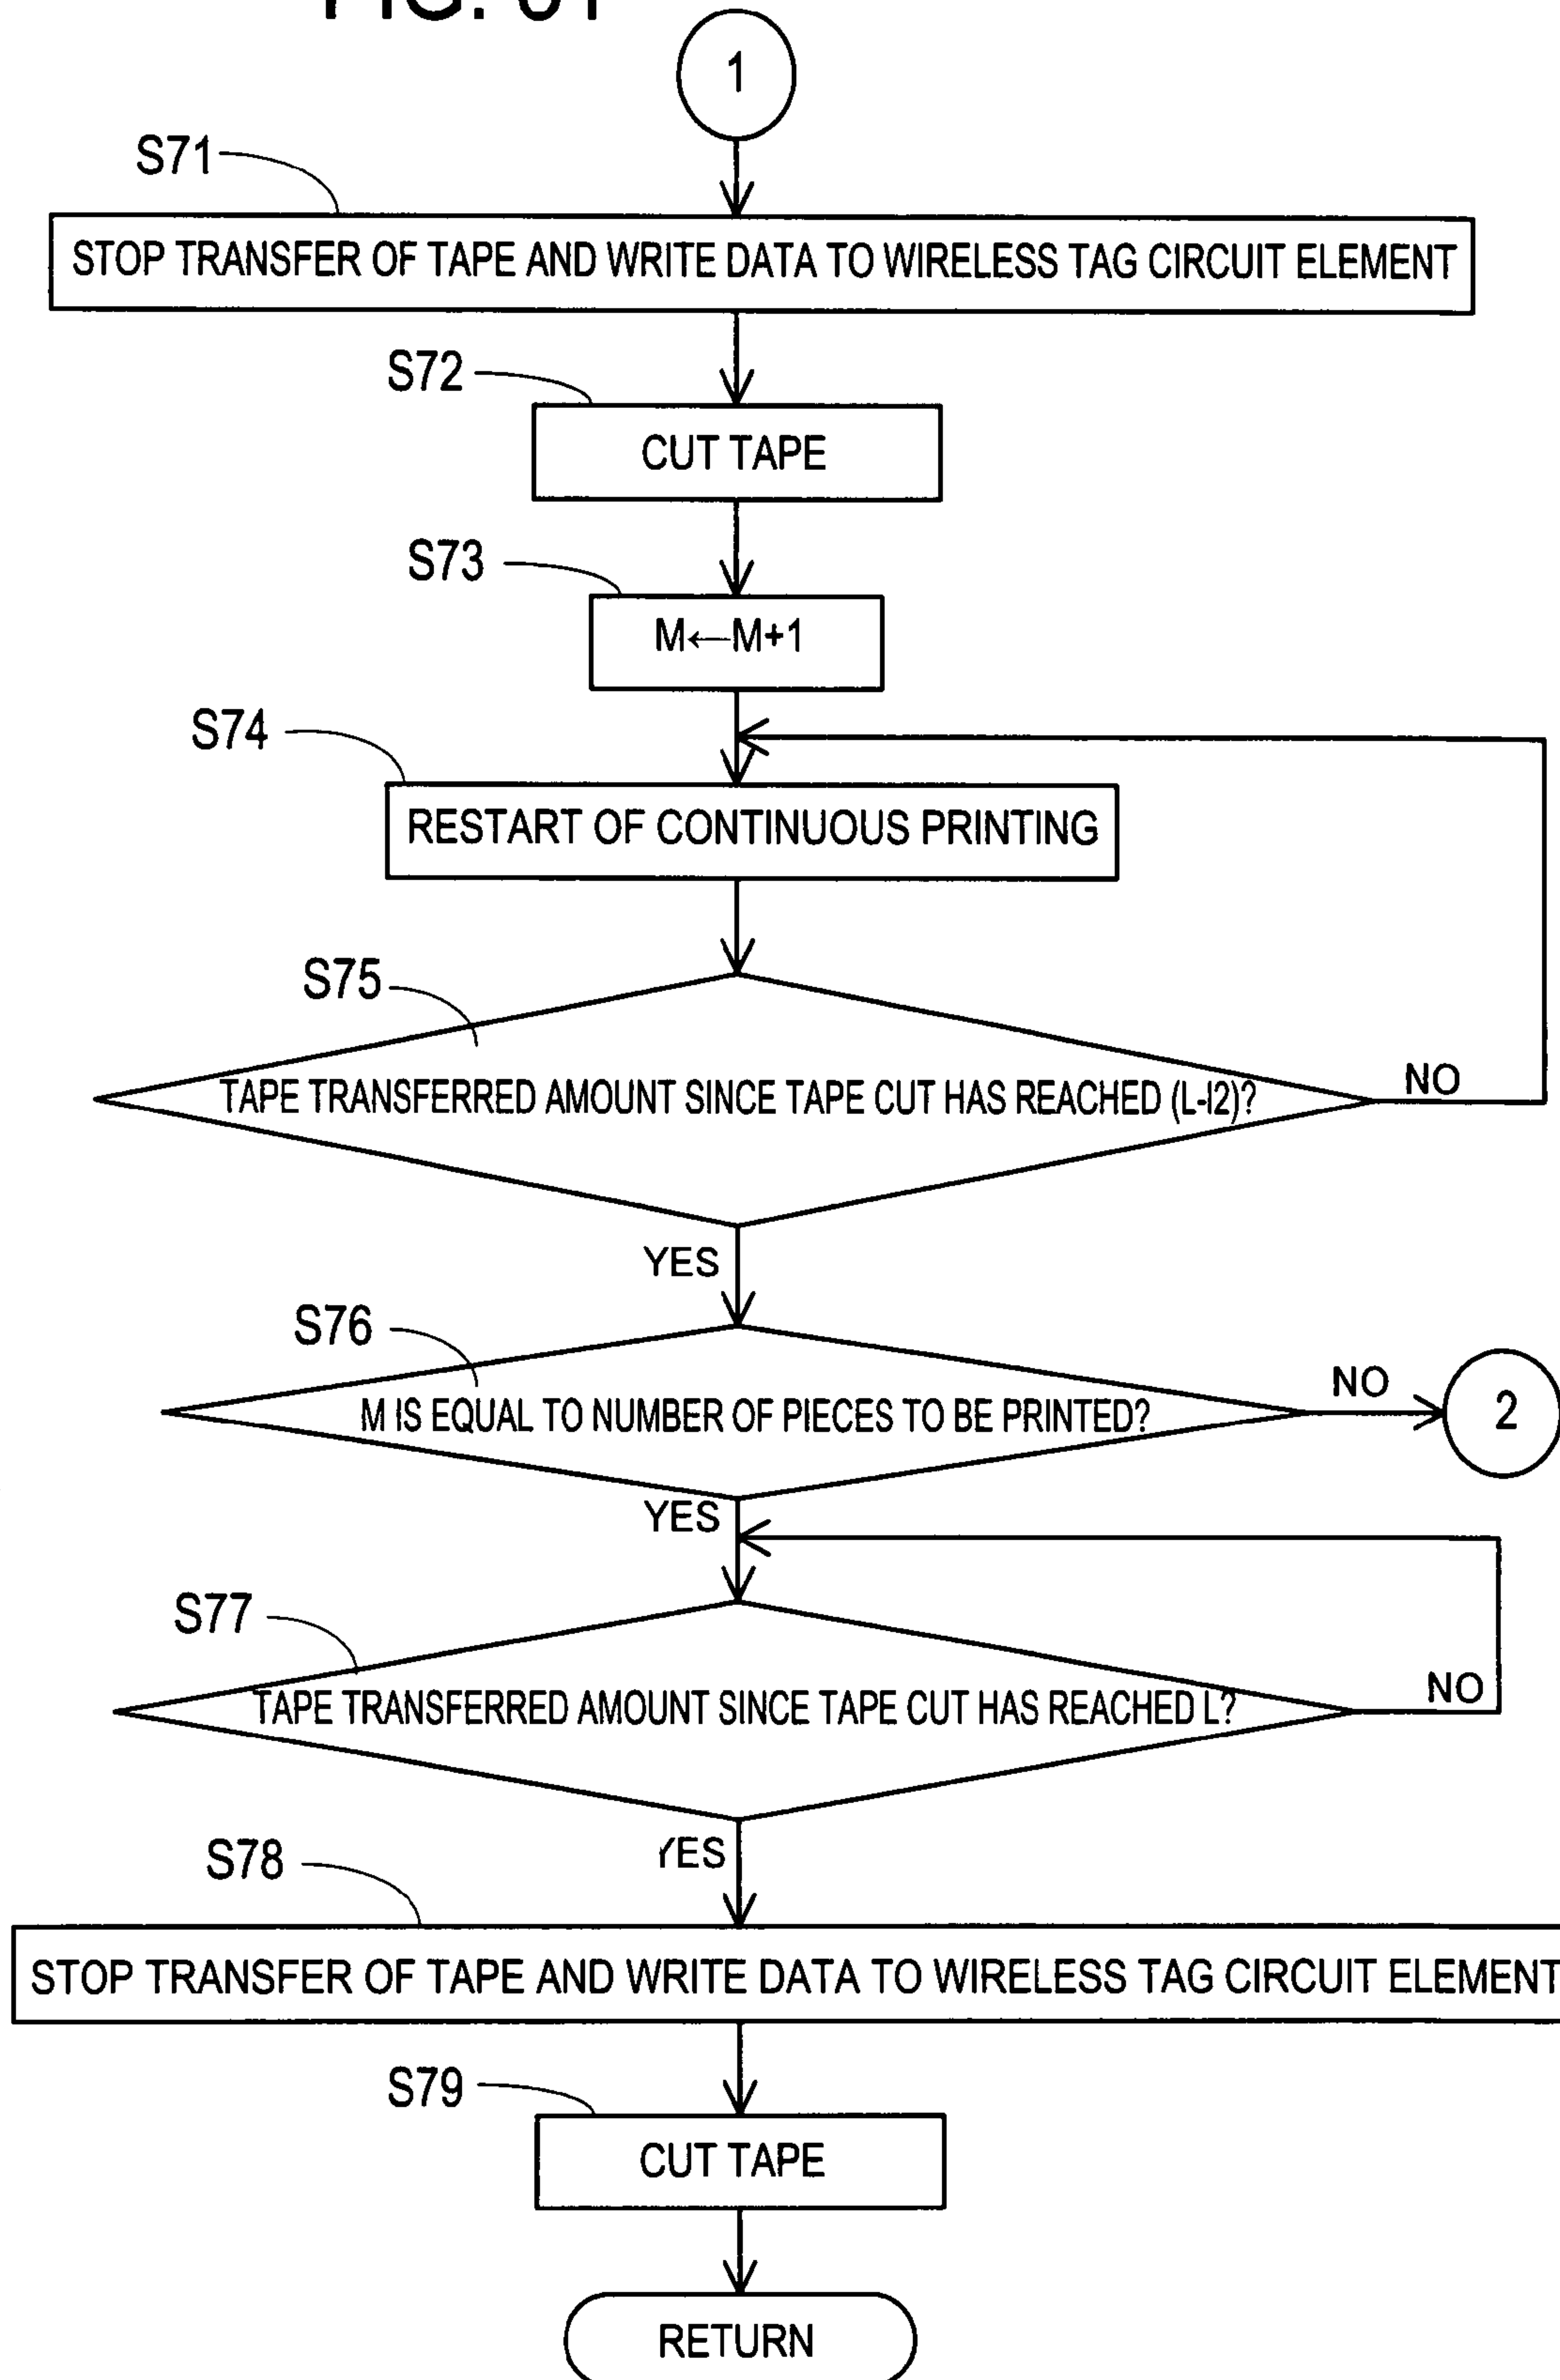 1
S71
STOP TRANSFER OF TAPE AND WRITE DATA TO WIRELESS TAG CIRCUIT ELEMENT
S72
CUT TAPE
S73
M←M+1
S74
RESTART OF CONTINUOUS PRINTING
S75
TAPE TRANSFERRED AMOUNT SINCE TAPE CUT HAS REACHED (L-l2)?
NO
YES
S76
M IS EQUAL TO NUMBER OF PIECES TO BE PRINTED?
NO
2
YES
S77
TAPE TRANSFERRED AMOUNT SINCE TAPE CUT HAS REACHED L?
NO
YES
S78
STOP TRANSFER OF TAPE AND WRITE DATA TO WIRELESS TAG CIRCUIT ELEMENT
S79
CUT TAPE
RETURN